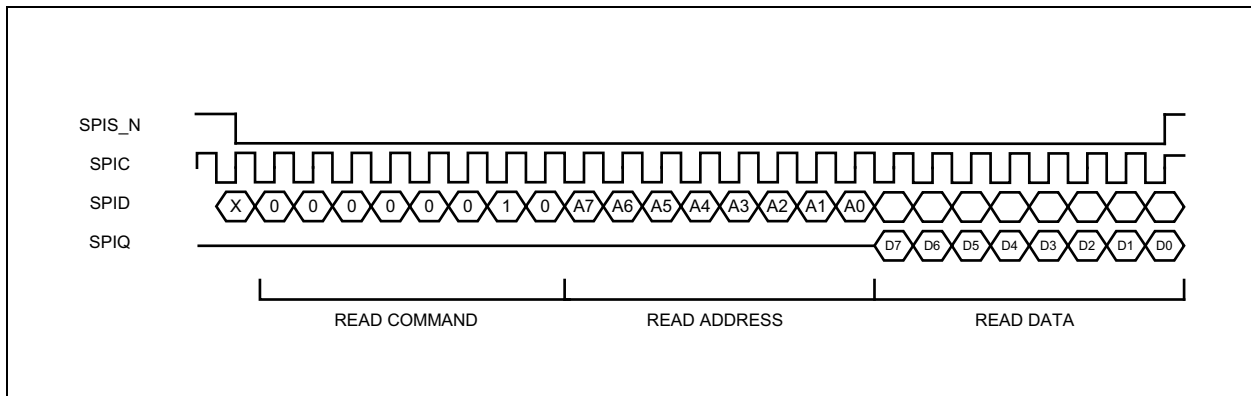 SPIS_N
SPIC
SPID X 0 0 0 0 0 0 1 0 A7 A6 A5 A4 A3 A2 A1 A0
SPIQ D7 D6 D5 D4 D3 D2 D1 D0
READ COMMAND READ ADDRESS READ DATA